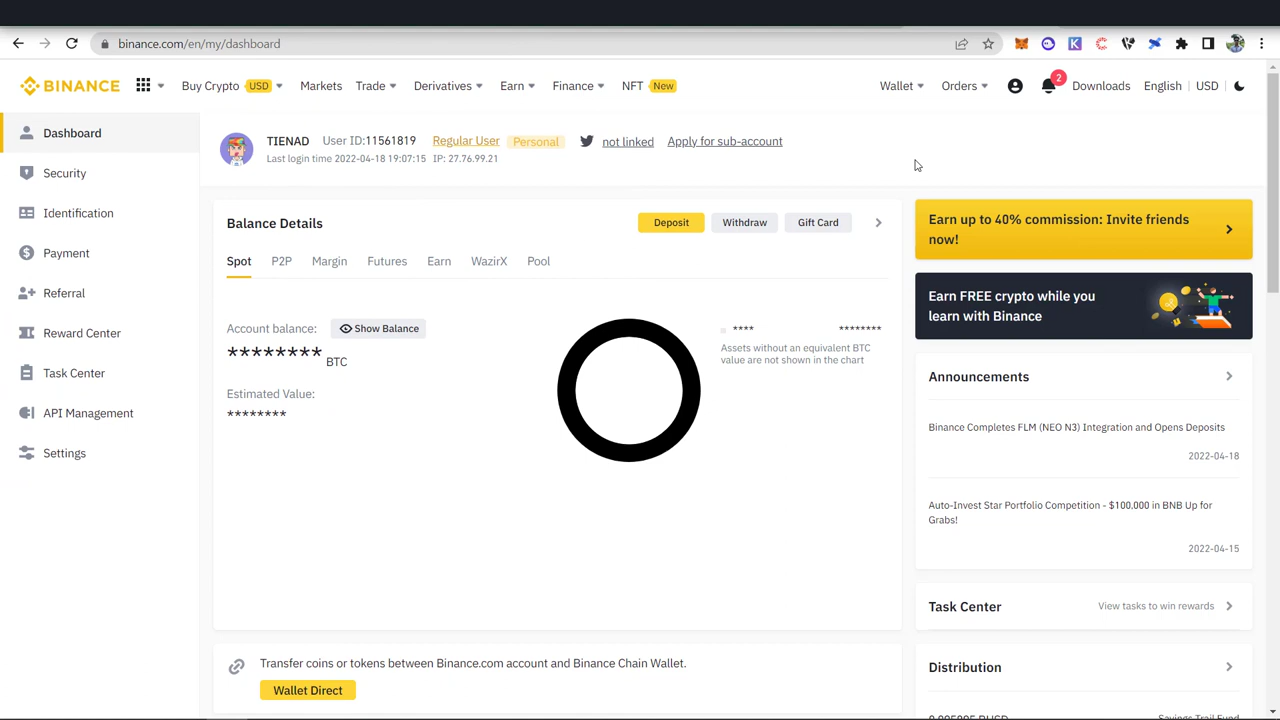 binance.com/en/my/dashboard
BINANCE
Buy Crypto USD
Markets
Trade
Derivatives
Earn
Finance
NFT New
Wallet
Orders
2
Downloads
English
USD
Dashboard
Security
Identification
Payment
Referral
Reward Center
Task Center
API Management
Settings
TIENAD User ID:11561819 Regular User Personal not linked Apply for sub-account
Last login time 2022-04-18 19:07:15 IP: 27.76.99.21
Balance Details
Deposit
Withdraw
Gift Card
Spot
P2P
Margin
Futures
Earn
WazirX
Pool
Account balance: Show Balance
******** BTC
Estimated Value:
********
**** ********
Assets without an equivalent BTC
value are not shown in the chart
Transfer coins or tokens between Binance.com account and Binance Chain Wallet.
Wallet Direct
Earn up to 40% commission: Invite friends
now!
Earn FREE crypto while you
learn with Binance
Announcements
Binance Completes FLM (NEO N3) Integration and Opens Deposits
2022-04-18
Auto-Invest Star Portfolio Competition - $100,000 in BNB Up for
Grabs!
2022-04-15
Task Center View tasks to win rewards
Distribution